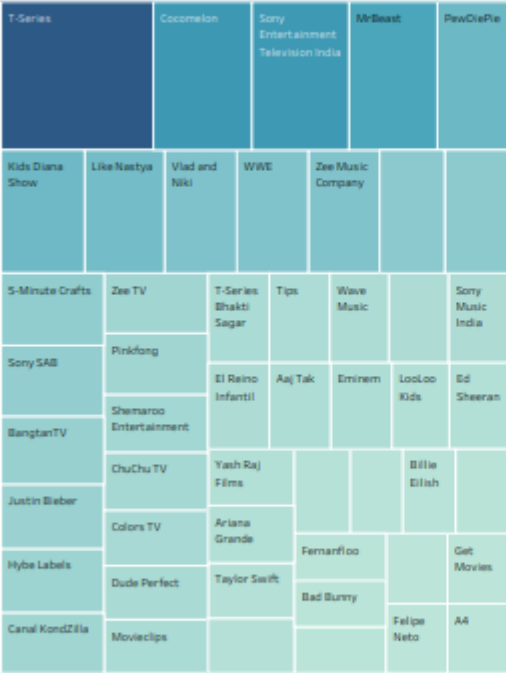 T-Series
Cocomelon
Sony
Entertainment
Television India
MrBeast
PewDiePie
Kids Diana
Show
Like Nastya
Vlad and
Niki
WWE
Zee Music
Company
5-Minute Crafts
Sony SAB
BangtanTV
Justin Bieber
Hybe Labels
Canal KondZilla
Zee TV
Pinkfong
Shemaroo
Entertainment
ChuChu TV
Colors TV
Dude Perfect
Movieclips
T-Series
Bhakti
Sagar
Tips
Wave
Music
Sony
Music
India
El Reino
Infantil
Aaj Tak
Eminem
LooLoo
Kids
Ed
Sheeran
Yash Raj
Films
Ariana
Grande
Taylor Swift
Billie
Eilish
Fernanfloo
Bad Bunny
Get
Movies
Felipe
Neto
A4